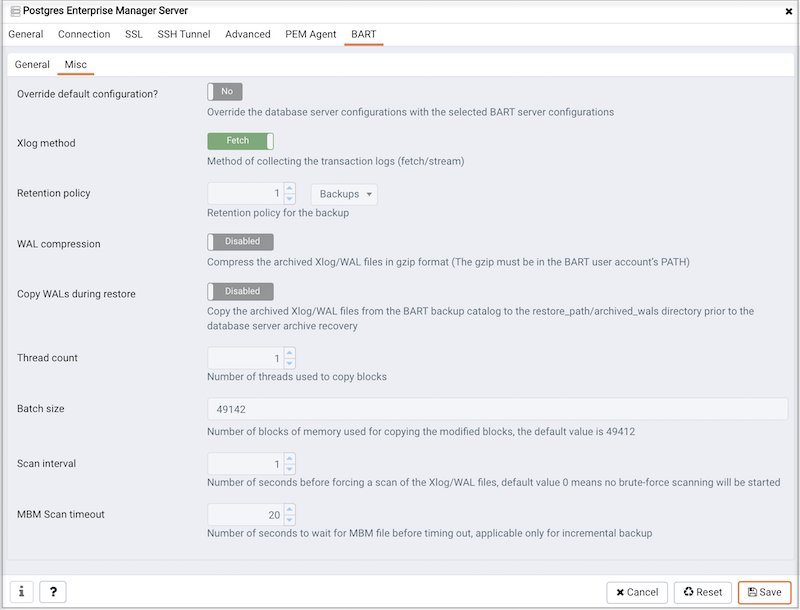 Postgres Enterprise Manager Server
General Connection SSL SSH Tunnel Advanced PEM Agent BART
General Misc
Override default configuration? No
Override the database server configurations with the selected BART server configurations
Xlog method Fetch
Method of collecting the transaction logs (fetch/stream)
Retention policy 1 Backups
Retention policy for the backup
WAL compression Disabled
Compress the archived Xlog/WAL files in gzip format (The gzip must be in the BART user account's PATH)
Copy WALs during restore Disabled
Copy the archived Xlog/WAL files from the BART backup catalog to the restore_path/archived_wals directory prior to the
database server archive recovery
Thread count 1
Number of threads used to copy blocks
Batch size 49142
Number of blocks of memory used for copying the modified blocks, the default value is 49412
Scan interval 1
Number of seconds before forcing a scan of the Xlog/WAL files, default value 0 means no brute-force scanning will be started
MBM Scan timeout 20
Number of seconds to wait for MBM file before timing out, applicable only for incremental backup
i ? Cancel Reset Save